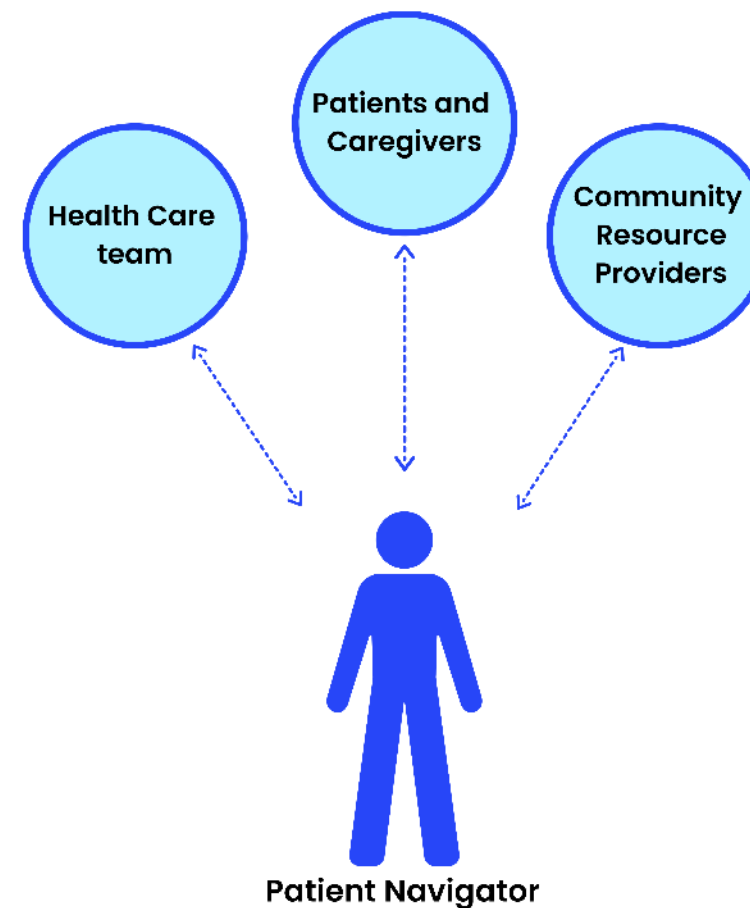 Patients and
Caregivers
Health Care
team
Community
Resource
Providers
Patient Navigator